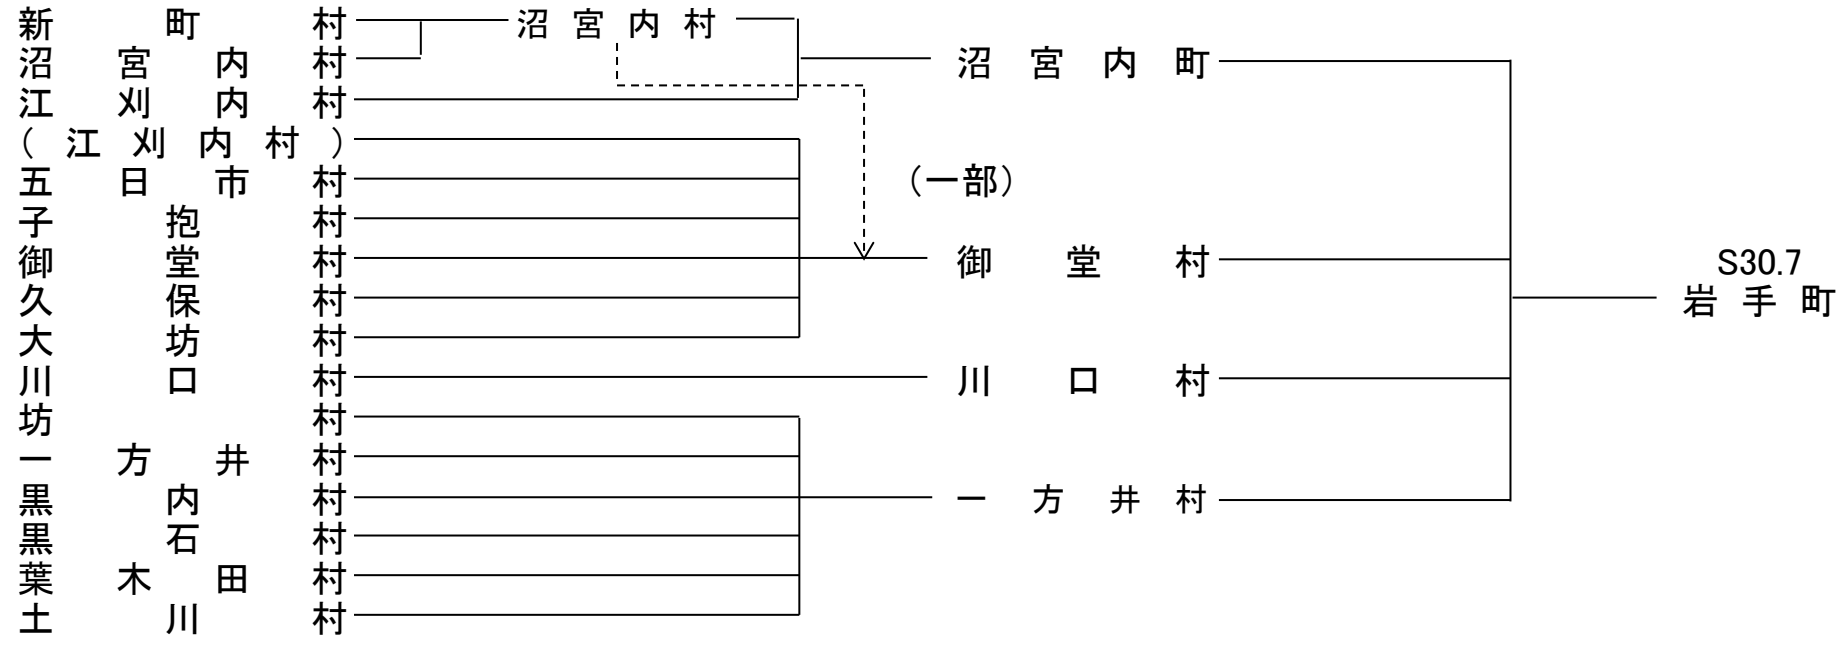 新町村
沼宮内村
江刈内村
（江刈内村）
五日市村
子抱村
御堂村
久保村
大坊村
川口村
坊村
一方井村
黒内村
黒石村
葉木田村
土川村
沼宮内村
沼宮内町
（一部）
御堂村
川口村
一方井村
S30.7
岩手町